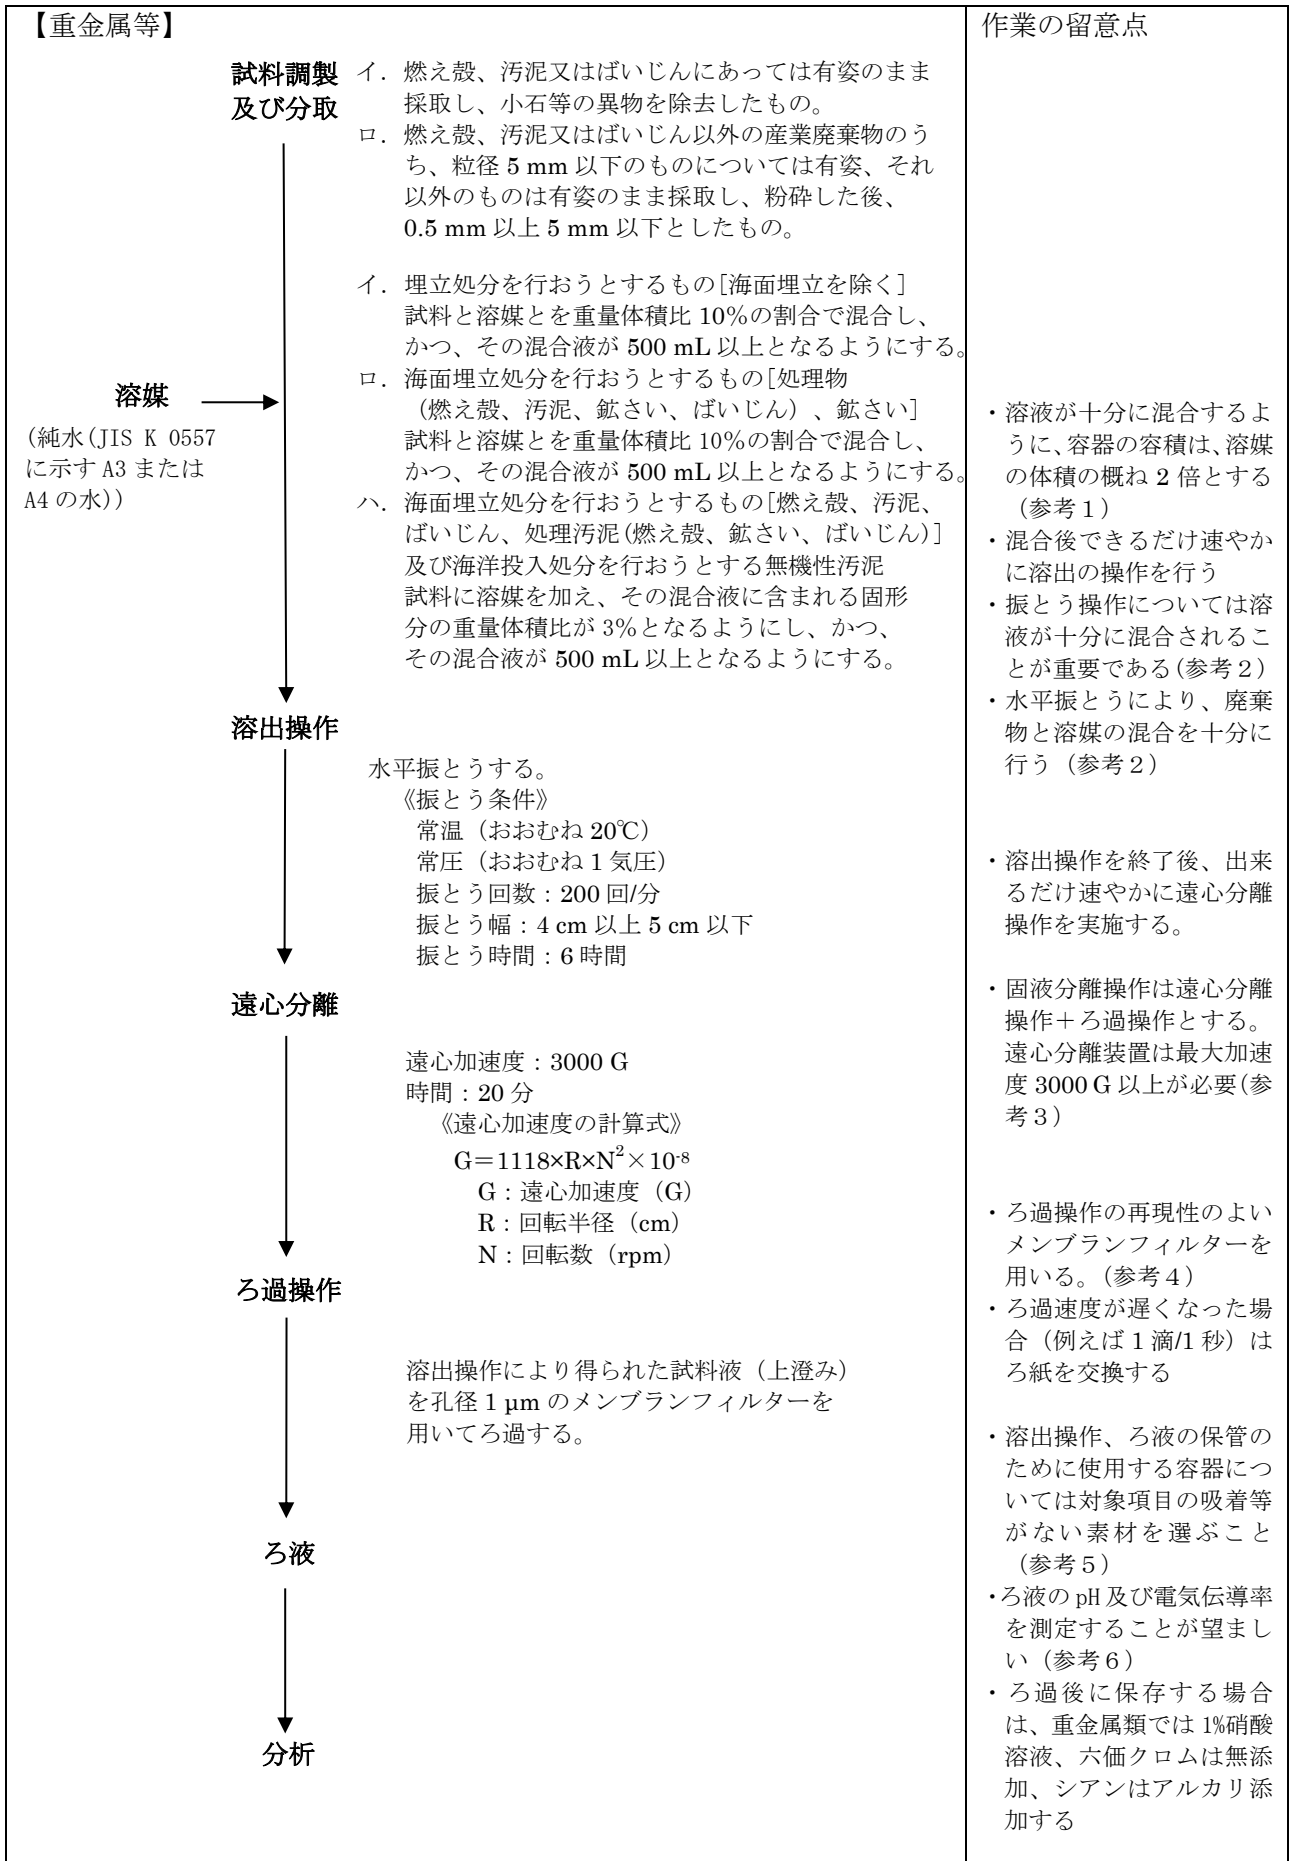 【重金属等】
試料調製
及び分取
イ．燃え殻、汚泥又はばいじんにあっては有姿のまま
採取し、小石等の異物を除去したもの。
ロ．燃え殻、汚泥又はばいじん以外の産業廃棄物のう
ち、粒径 5 mm 以下のものについては有姿、それ
以外のものは有姿のまま採取し、粉砕した後、
0.5 mm 以上 5 mm 以下としたもの。
溶媒
(純水(JIS K 0557
に示す A3 または
A4 の水))
イ．埋立処分を行おうとするもの[海面埋立を除く]
試料と溶媒とを重量体積比 10％の割合で混合し、
かつ、その混合液が 500 mL 以上となるようにする。
ロ．海面埋立処分を行おうとするもの[処理物
（燃え殻、汚泥、鉱さい、ばいじん）、鉱さい]
試料と溶媒とを重量体積比 10％の割合で混合し、
かつ、その混合液が 500 mL 以上となるようにする。
ハ．海面埋立処分を行おうとするもの[燃え殻、汚泥、
ばいじん、処理汚泥(燃え殻、鉱さい、ばいじん)]
及び海洋投入処分を行おうとする無機性汚泥
試料に溶媒を加え、その混合液に含まれる固形
分の重量体積比が 3％となるようにし、かつ、
その混合液が 500 mL 以上となるようにする。
溶出操作
水平振とうする。
《振とう条件》
常温（おおむね 20℃）
常圧（おおむね 1 気圧）
振とう回数：200 回/分
振とう幅：4 cm 以上 5 cm 以下
振とう時間：6 時間
遠心分離
遠心加速度：3000 G
時間：20 分
《遠心加速度の計算式》
G＝1118×R×N²×10⁻⁸
G：遠心加速度（G）
R：回転半径（cm）
N：回転数（rpm）
ろ過操作
溶出操作により得られた試料液（上澄み）
を孔径 1 µm のメンブランフィルターを
用いてろ過する。
ろ液
分析
作業の留意点
・溶液が十分に混合するよ
うに、容器の容積は、溶媒
の体積の概ね 2 倍とする
（参考１）
・混合後できるだけ速やか
に溶出の操作を行う
・振とう操作については溶
液が十分に混合されるこ
とが重要である(参考２)
・水平振とうにより、廃棄
物と溶媒の混合を十分に
行う（参考２）
・溶出操作を終了後、出来
るだけ速やかに遠心分離
操作を実施する。
・固液分離操作は遠心分離
操作＋ろ過操作とする。
遠心分離装置は最大加速
度 3000 G 以上が必要(参
考３)
・ろ過操作の再現性のよい
メンブランフィルターを
用いる。(参考４)
・ろ過速度が遅くなった場
合（例えば 1 滴/1 秒）は
ろ紙を交換する
・溶出操作、ろ液の保管の
ために使用する容器につ
いては対象項目の吸着等
がない素材を選ぶこと
（参考５）
・ろ液の pH 及び電気伝導率
を測定することが望まし
い（参考６）
・ろ過後に保存する場合
は、重金属類では 1%硝酸
溶液、六価クロムは無添
加、シアンはアルカリ添
加する